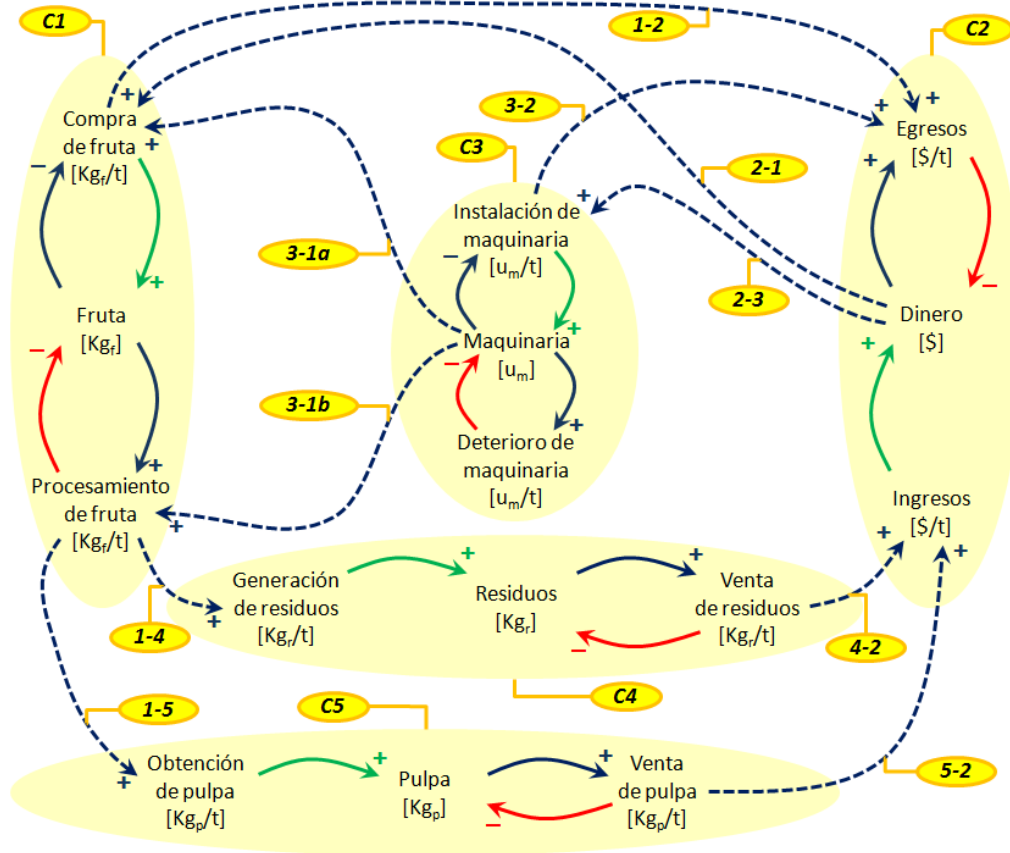 C1
1-2
C2
+
+
+
+
Compra
de fruta
[Kgf/t]
+
3-2
Egresos
[$/t]
−
C3
+
2-1
+
Instalación de
maquinaria
[um/t]
3-1a
−
2-3
−
+
Fruta
[Kgf]
+
Maquinaria
[um]
Dinero
[$]
−
−
+
3-1b
+
Deterioro de
maquinaria
[um/t]
+
Procesamiento
de fruta
[Kgf/t]
+
Ingresos
[$/t]
+
+
+
+
Generación
de residuos
[Kgr/t]
Residuos
[Kgr]
Venta
de residuos
[Kgr/t]
+
1-4
−
4-2
C4
1-5
C5
+
+
+
Obtención
de pulpa
[Kgp/t]
Pulpa
[Kgp]
Venta
de pulpa
[Kgp/t]
−
5-2